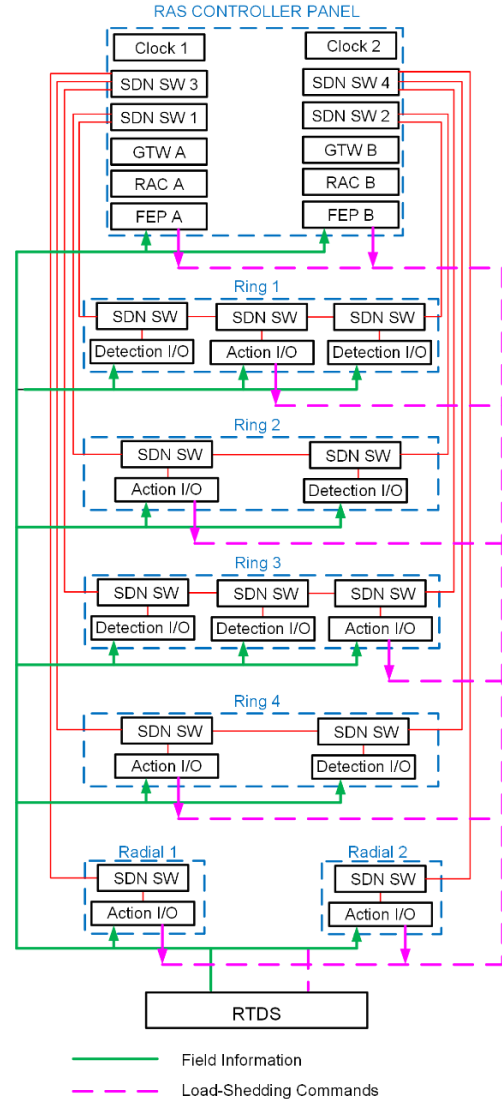 RAS CONTROLLER PANEL
Clock 1
Clock 2
SDN SW 3
SDN SW 4
SDN SW 1
SDN SW 2
GTW A
GTW B
RAC A
RAC B
FEP A
FEP B
Ring 1
SDN SW
SDN SW
SDN SW
Detection I/O
Action I/O
Detection I/O
Ring 2
SDN SW
SDN SW
Action I/O
Detection I/O
Ring 3
SDN SW
SDN SW
SDN SW
Detection I/O
Detection I/O
Action I/O
Ring 4
SDN SW
SDN SW
Action I/O
Detection I/O
Radial 1
Radial 2
SDN SW
SDN SW
Action I/O
Action I/O
RTDS
Field Information
Load-Shedding Commands